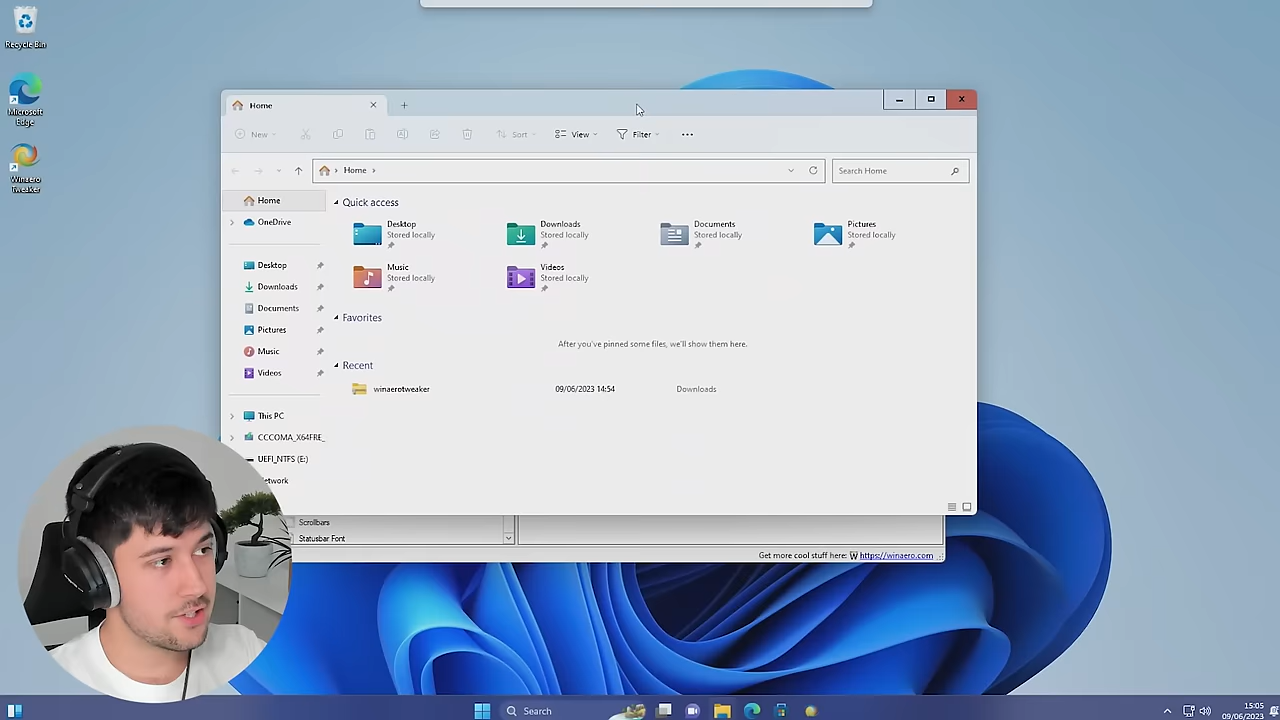 Recycle Bin
Microsoft
Edge
Winaero
Tweaker
Home
New
Sort
View
Filter
Home
Search Home
Home
OneDrive
Desktop
Downloads
Documents
Pictures
Music
Videos
This PC
CCCOMA_X64FRE_
UEFI_NTFS (E:)
etwork
Quick access
Desktop
Stored locally
Downloads
Stored locally
Documents
Stored locally
Pictures
Stored locally
Music
Stored locally
Videos
Stored locally
Favorites
After you've pinned some files, we'll show them here.
Recent
winaerotweaker 09/06/2023 14:54 Downloads
Scrollbars
Statusbar Font
Get more cool stuff here: W https://winaero.com
Search
15:05
09/06/2023